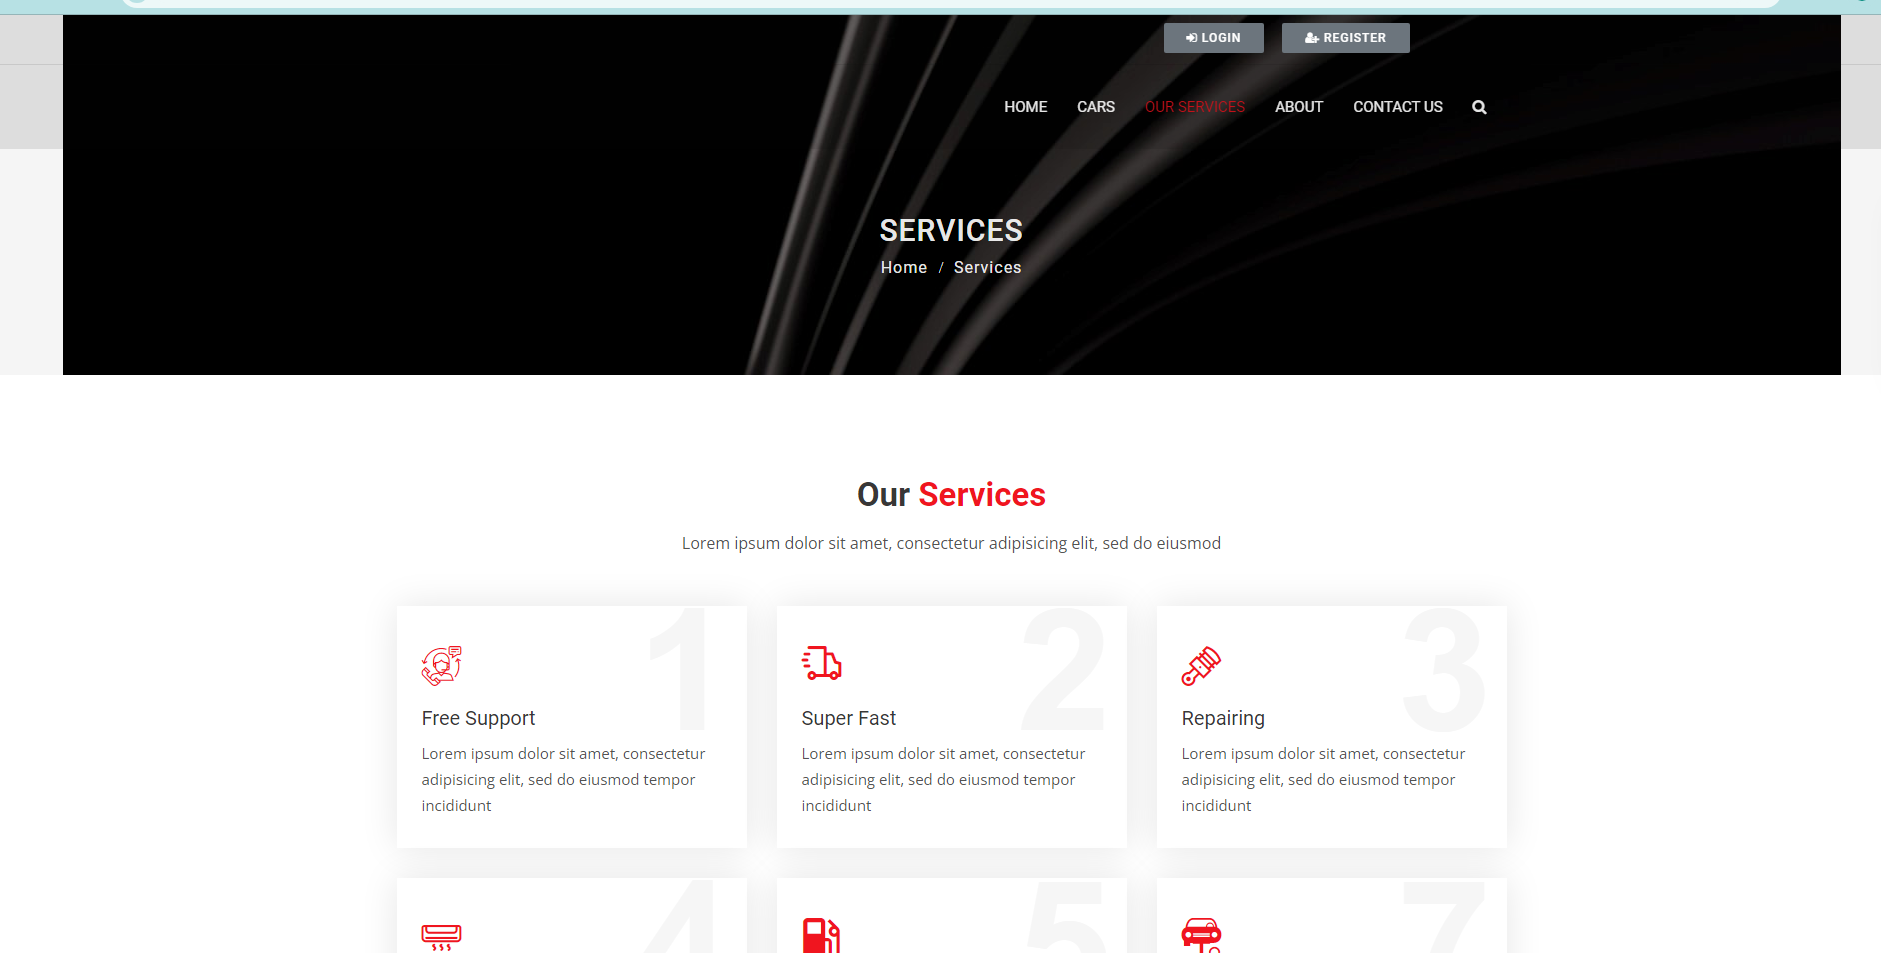 LOGIN
REGISTER
HOME CARS OUR SERVICES ABOUT CONTACT US
SERVICES
Home / Services
Our Services
Lorem ipsum dolor sit amet, consectetur adipisicing elit, sed do eiusmod
1
Free Support
Lorem ipsum dolor sit amet, consectetur
adipisicing elit, sed do eiusmod tempor
incididunt
2
Super Fast
Lorem ipsum dolor sit amet, consectetur
adipisicing elit, sed do eiusmod tempor
incididunt
3
Repairing
Lorem ipsum dolor sit amet, consectetur
adipisicing elit, sed do eiusmod tempor
incididunt
4
5
7